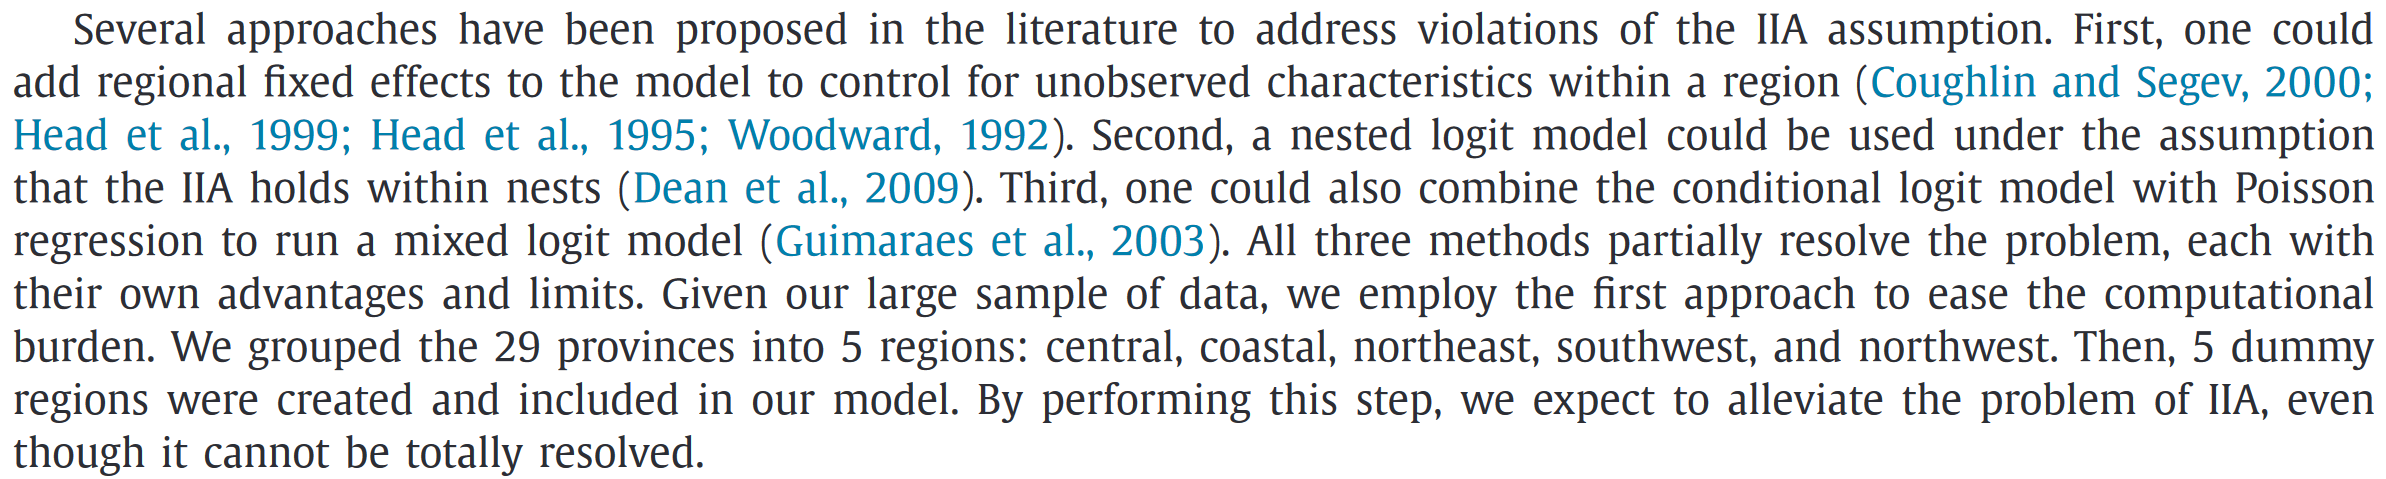 Several approaches have been proposed in the literature to address violations of the IIA assumption. First, one could
add regional fixed effects to the model to control for unobserved characteristics within a region (Coughlin and Segev, 2000;
Head et al., 1999; Head et al., 1995; Woodward, 1992). Second, a nested logit model could be used under the assumption
that the IIA holds within nests (Dean et al., 2009). Third, one could also combine the conditional logit model with Poisson
regression to run a mixed logit model (Guimaraes et al., 2003). All three methods partially resolve the problem, each with
their own advantages and limits. Given our large sample of data, we employ the first approach to ease the computational
burden. We grouped the 29 provinces into 5 regions: central, coastal, northeast, southwest, and northwest. Then, 5 dummy
regions were created and included in our model. By performing this step, we expect to alleviate the problem of IIA, even
though it cannot be totally resolved.